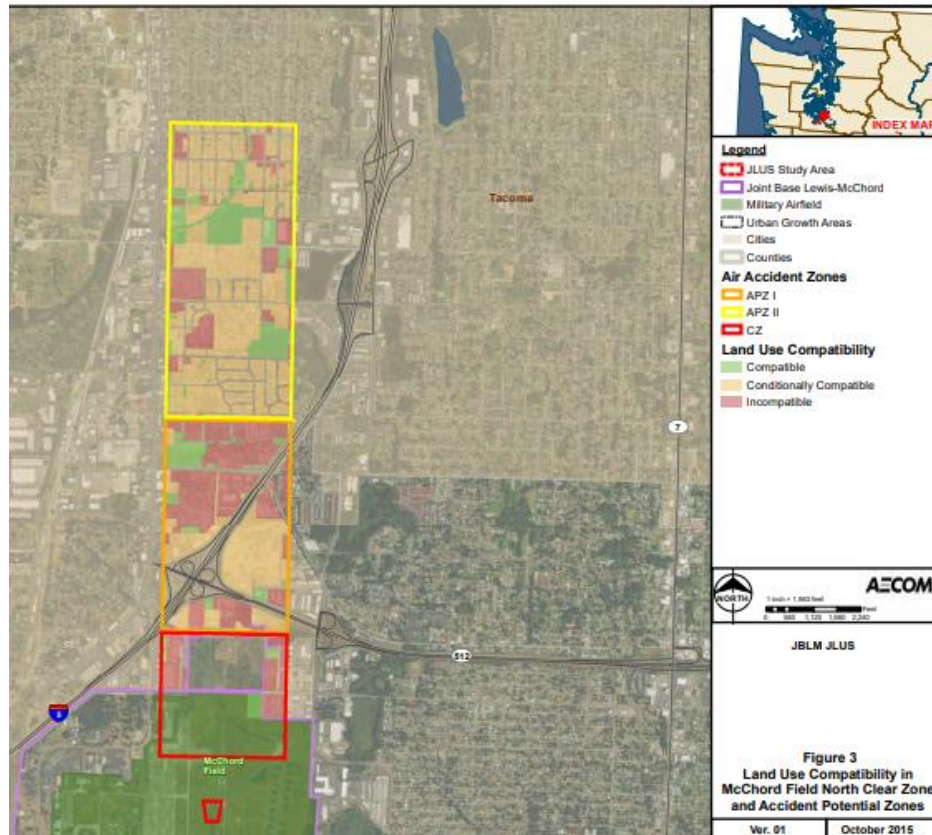 Tacoma
7
512
5
McChord
Field
INDEX MAP
Legend
JLUS Study Area
Joint Base Lewis-McChord
Military Airfield
Urban Growth Areas
Cities
Counties
Air Accident Zones
APZ I
APZ II
CZ
Land Use Compatibility
Compatible
Conditionally Compatible
Incompatible
NORTH
AECOM
Feet
JBLM JLUS
Figure 3
Land Use Compatibility in
McChord Field North Clear Zone
and Accident Potential Zones
Ver. 01
October 2015